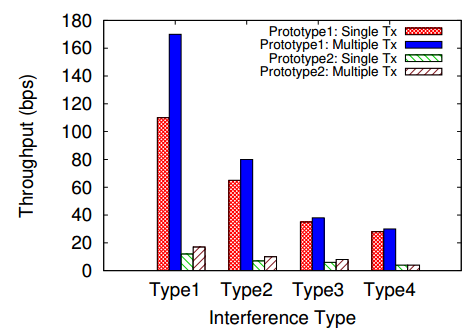 Throughput (bps)
180
160
140
120
100
80
60
40
20
0
Prototype1: Single Tx
Prototype1: Multiple Tx
Prototype2: Single Tx
Prototype2: Multiple Tx
Type1 Type2 Type3 Type4
Interference Type